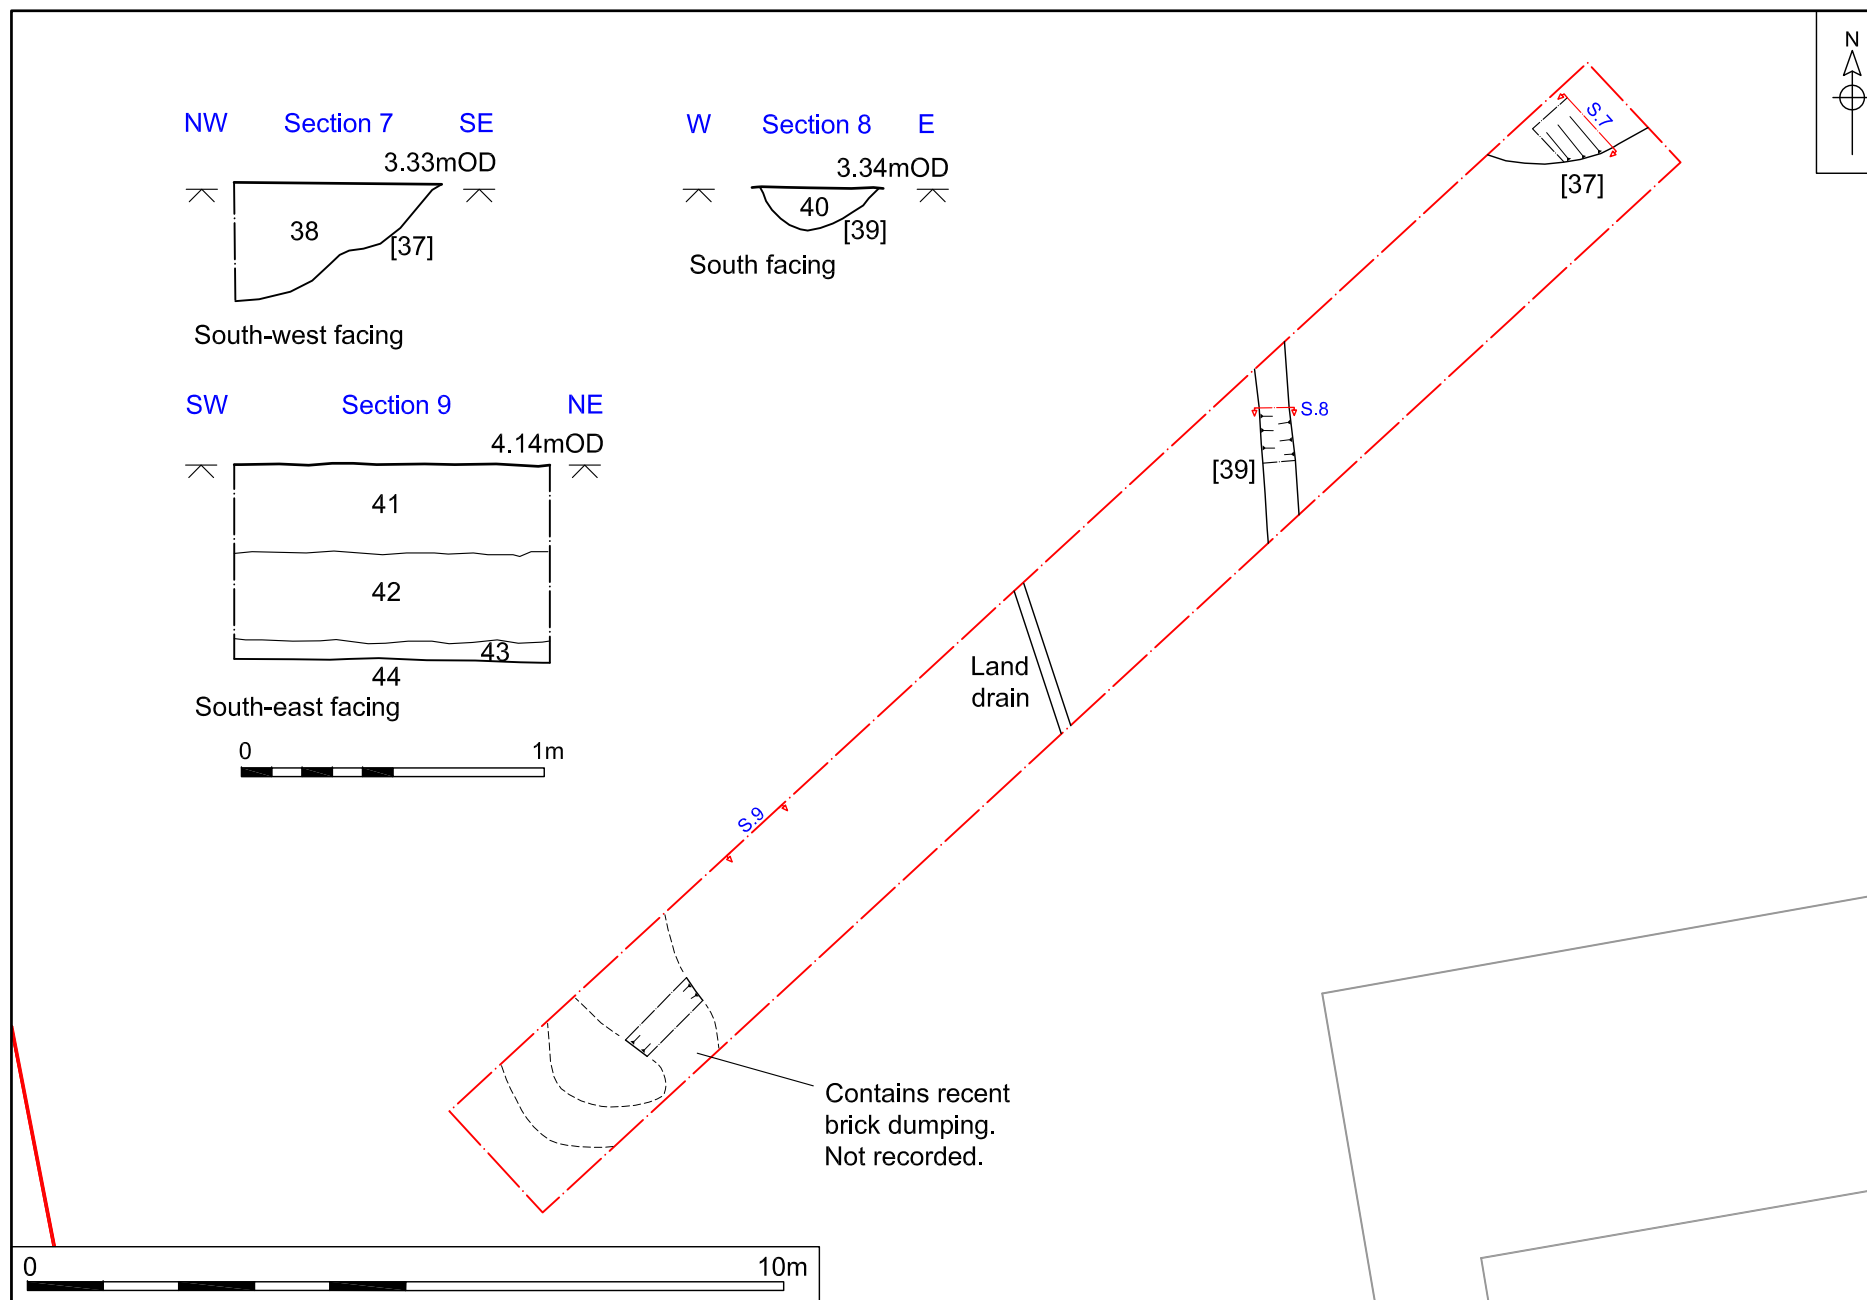 N
NW Section 7 SE
3.33mOD
38
[37]
South-west facing
W Section 8 E
3.34mOD
40
[39]
South facing
SW Section 9 NE
4.14mOD
41
42
43
44
South-east facing
0 1m
S.7
[37]
S.8
[39]
Land
drain
S.9
Contains recent
brick dumping.
Not recorded.
0 10m